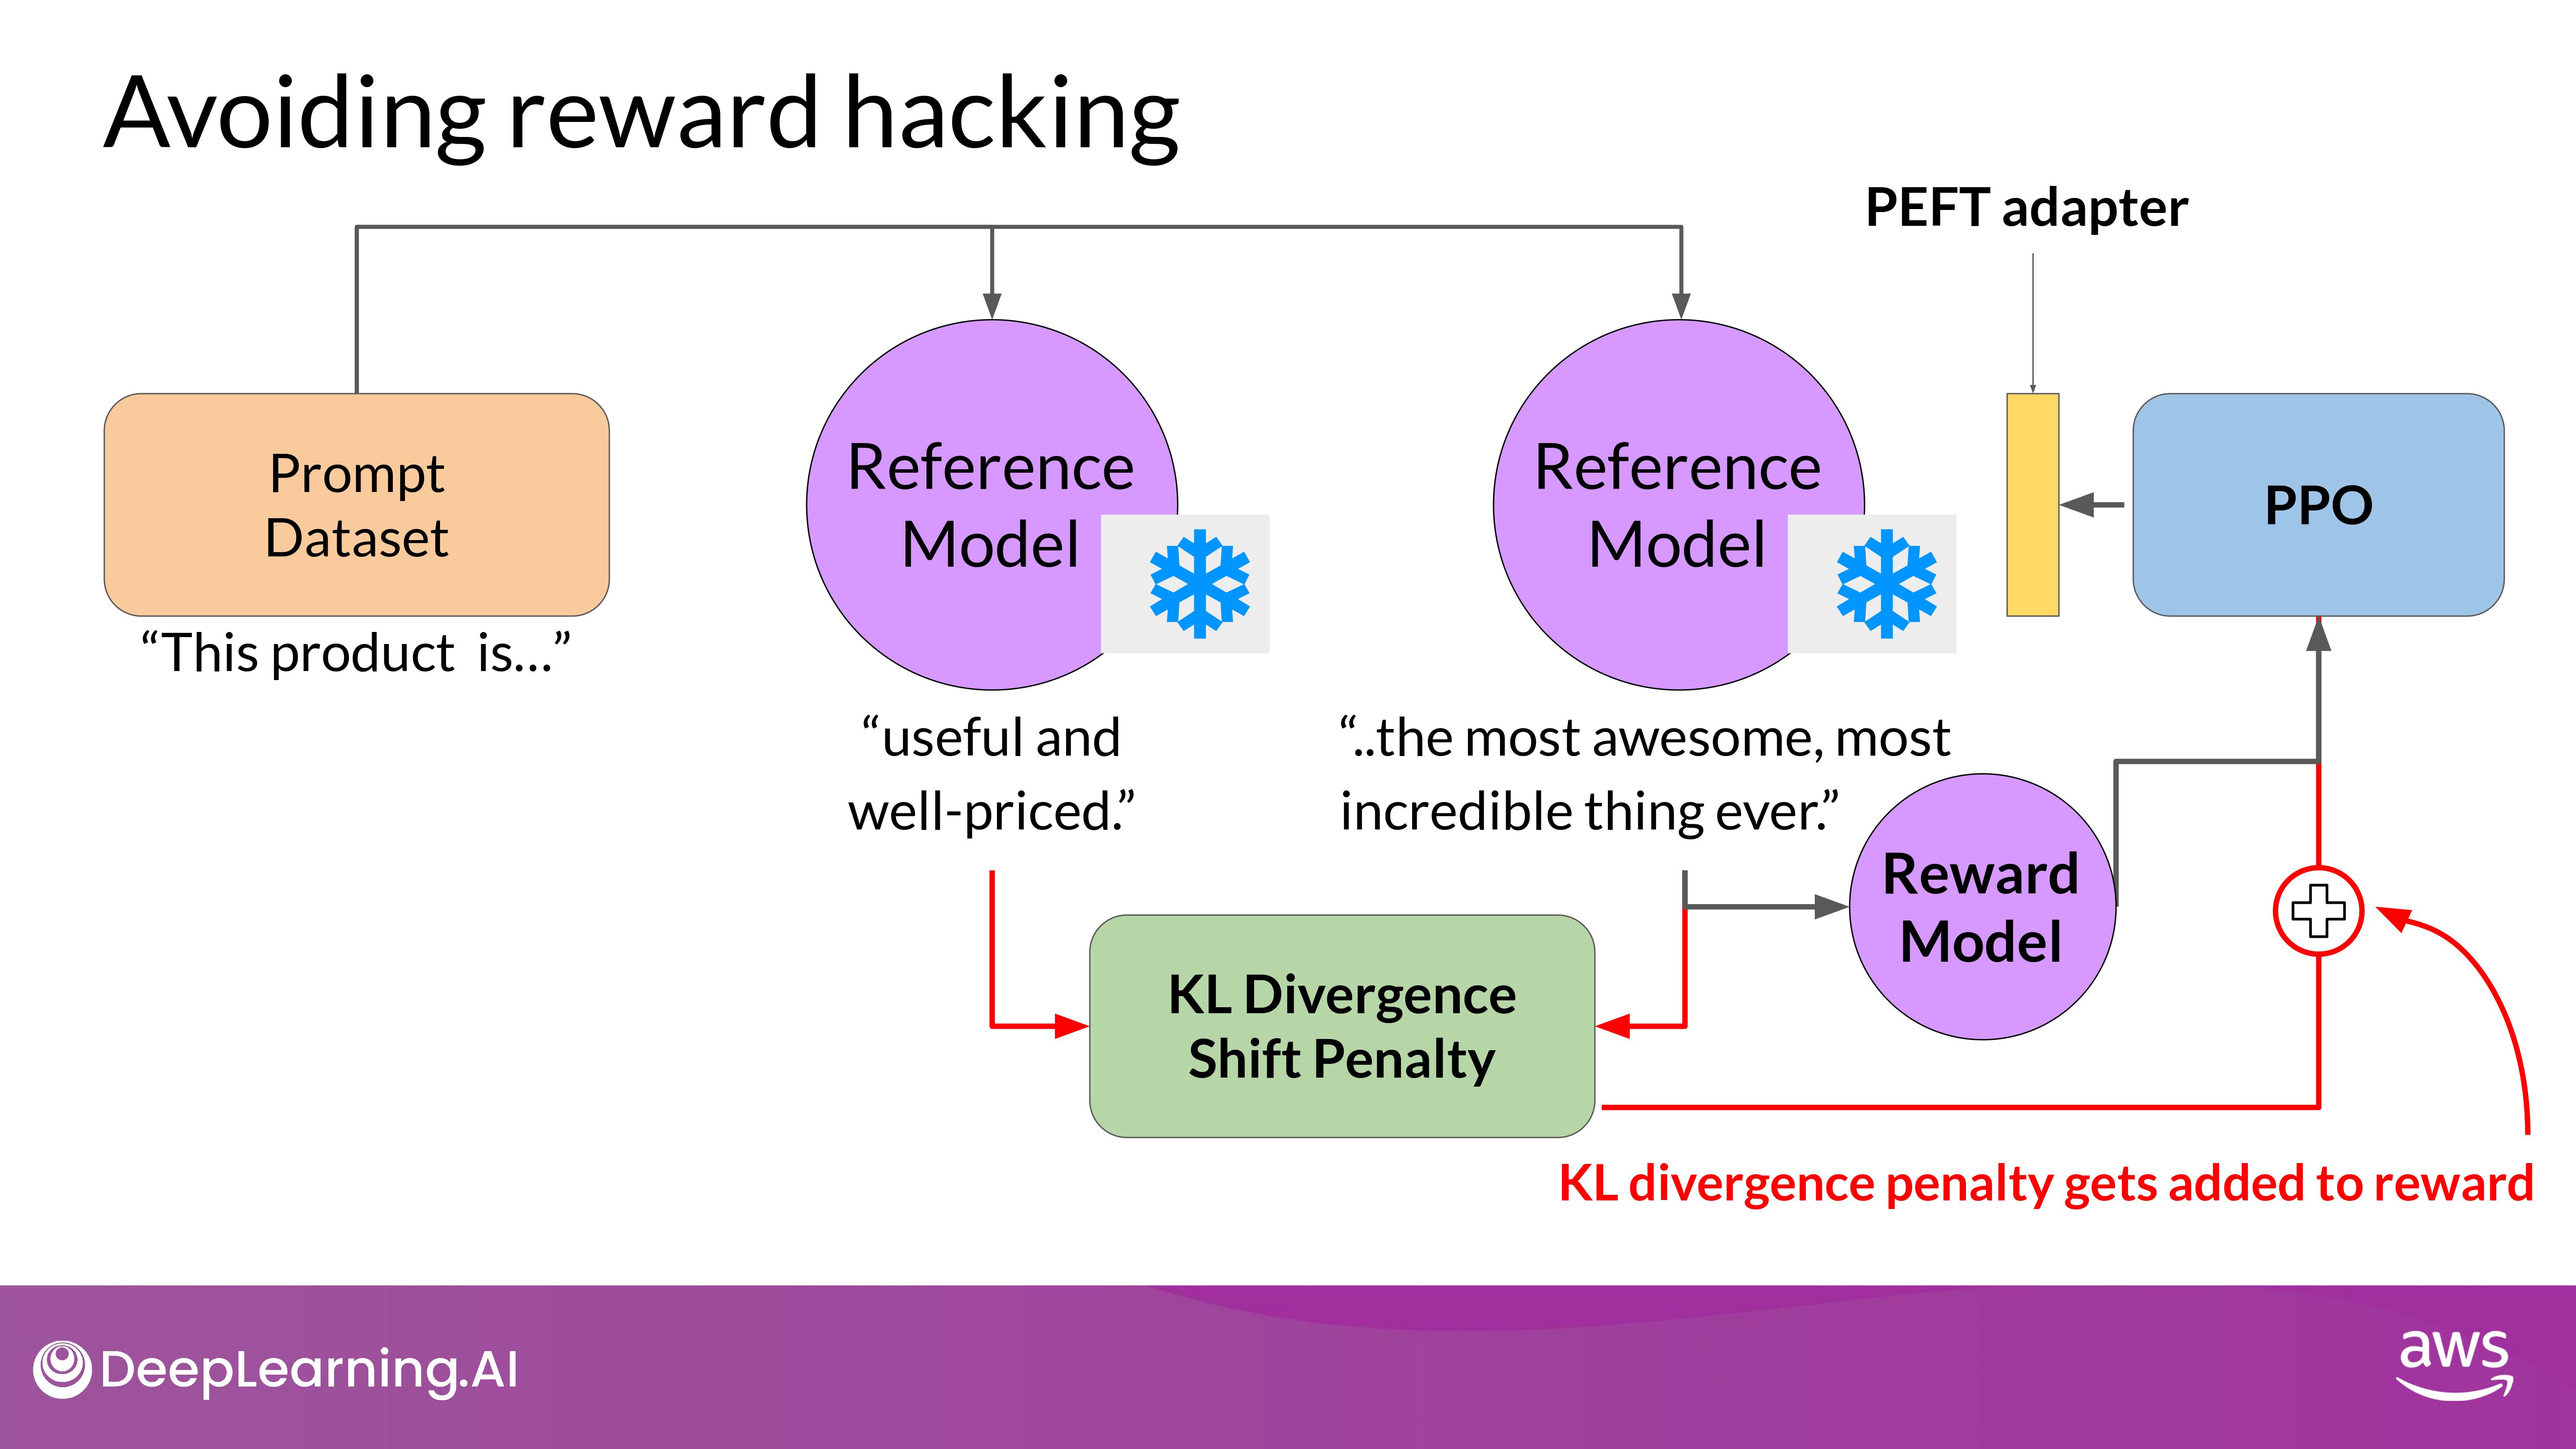 Avoiding reward hacking
PEFT adapter
Prompt
Dataset
Reference
Model
Reference
Model
PPO
“This product  is…”
“useful and
well-priced.”
“..the most awesome, most
incredible thing ever.”
Reward
Model
KL Divergence
Shift Penalty
KL divergence penalty gets added to reward
DeepLearning.AI
aws